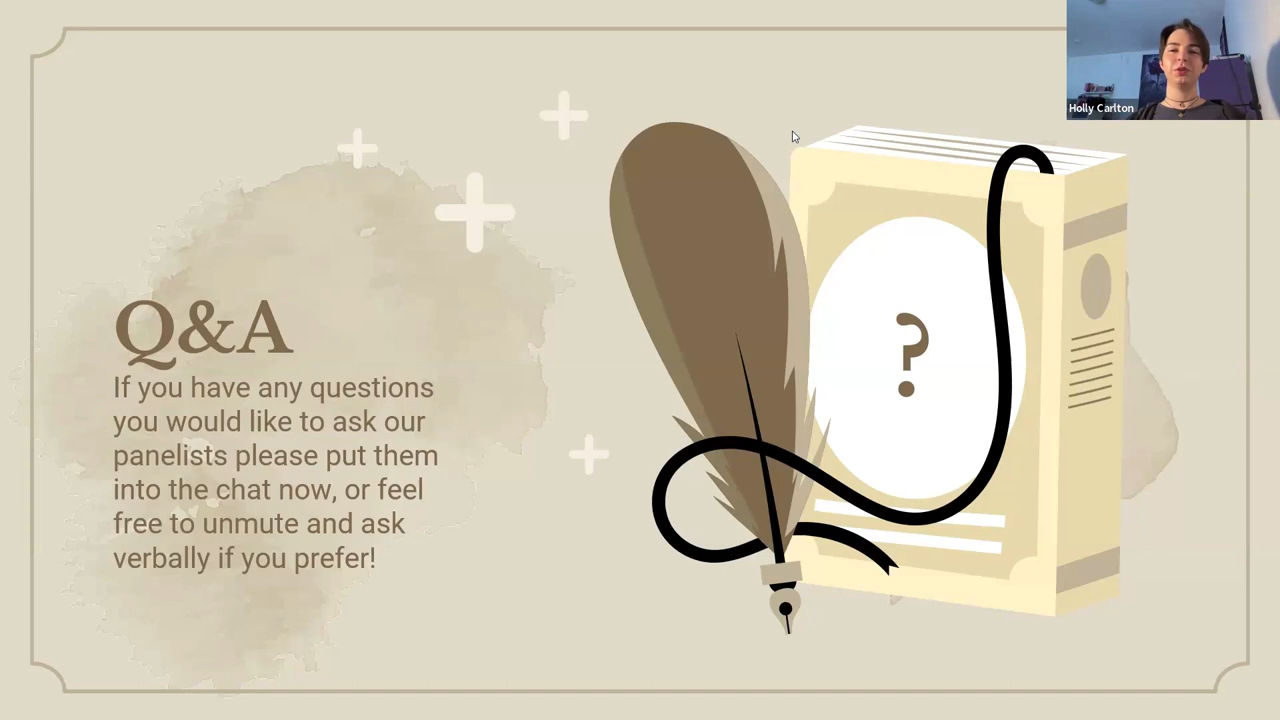 Holly Carlton
Q&A
If you have any questions
you would like to ask our
panelists please put them
into the chat now, or feel
free to unmute and ask
verbally if you prefer!
?